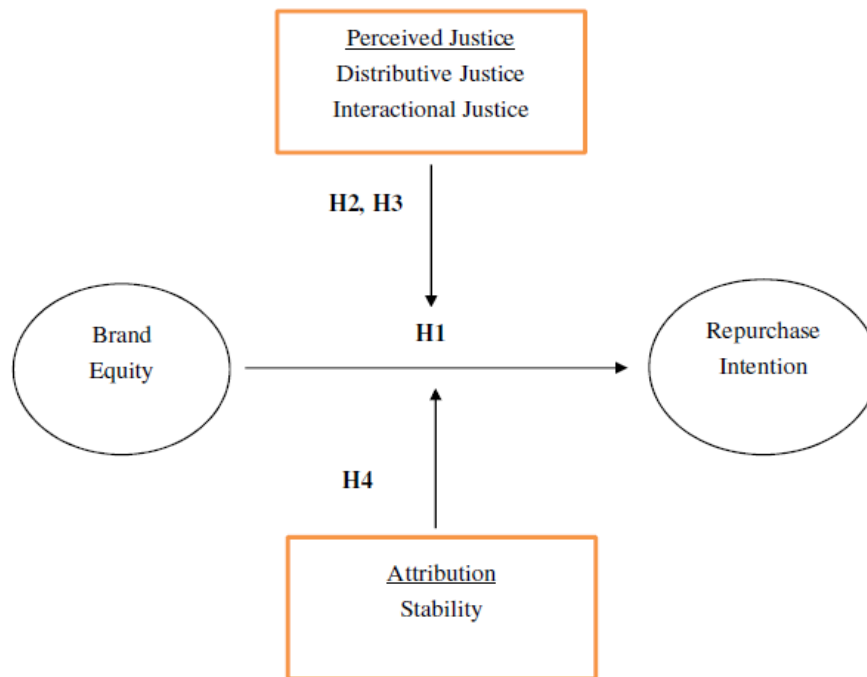 Perceived Justice
Distributive Justice
Interactional Justice
H2, H3
Brand
Equity
H1
Repurchase
Intention
H4
Attribution
Stability